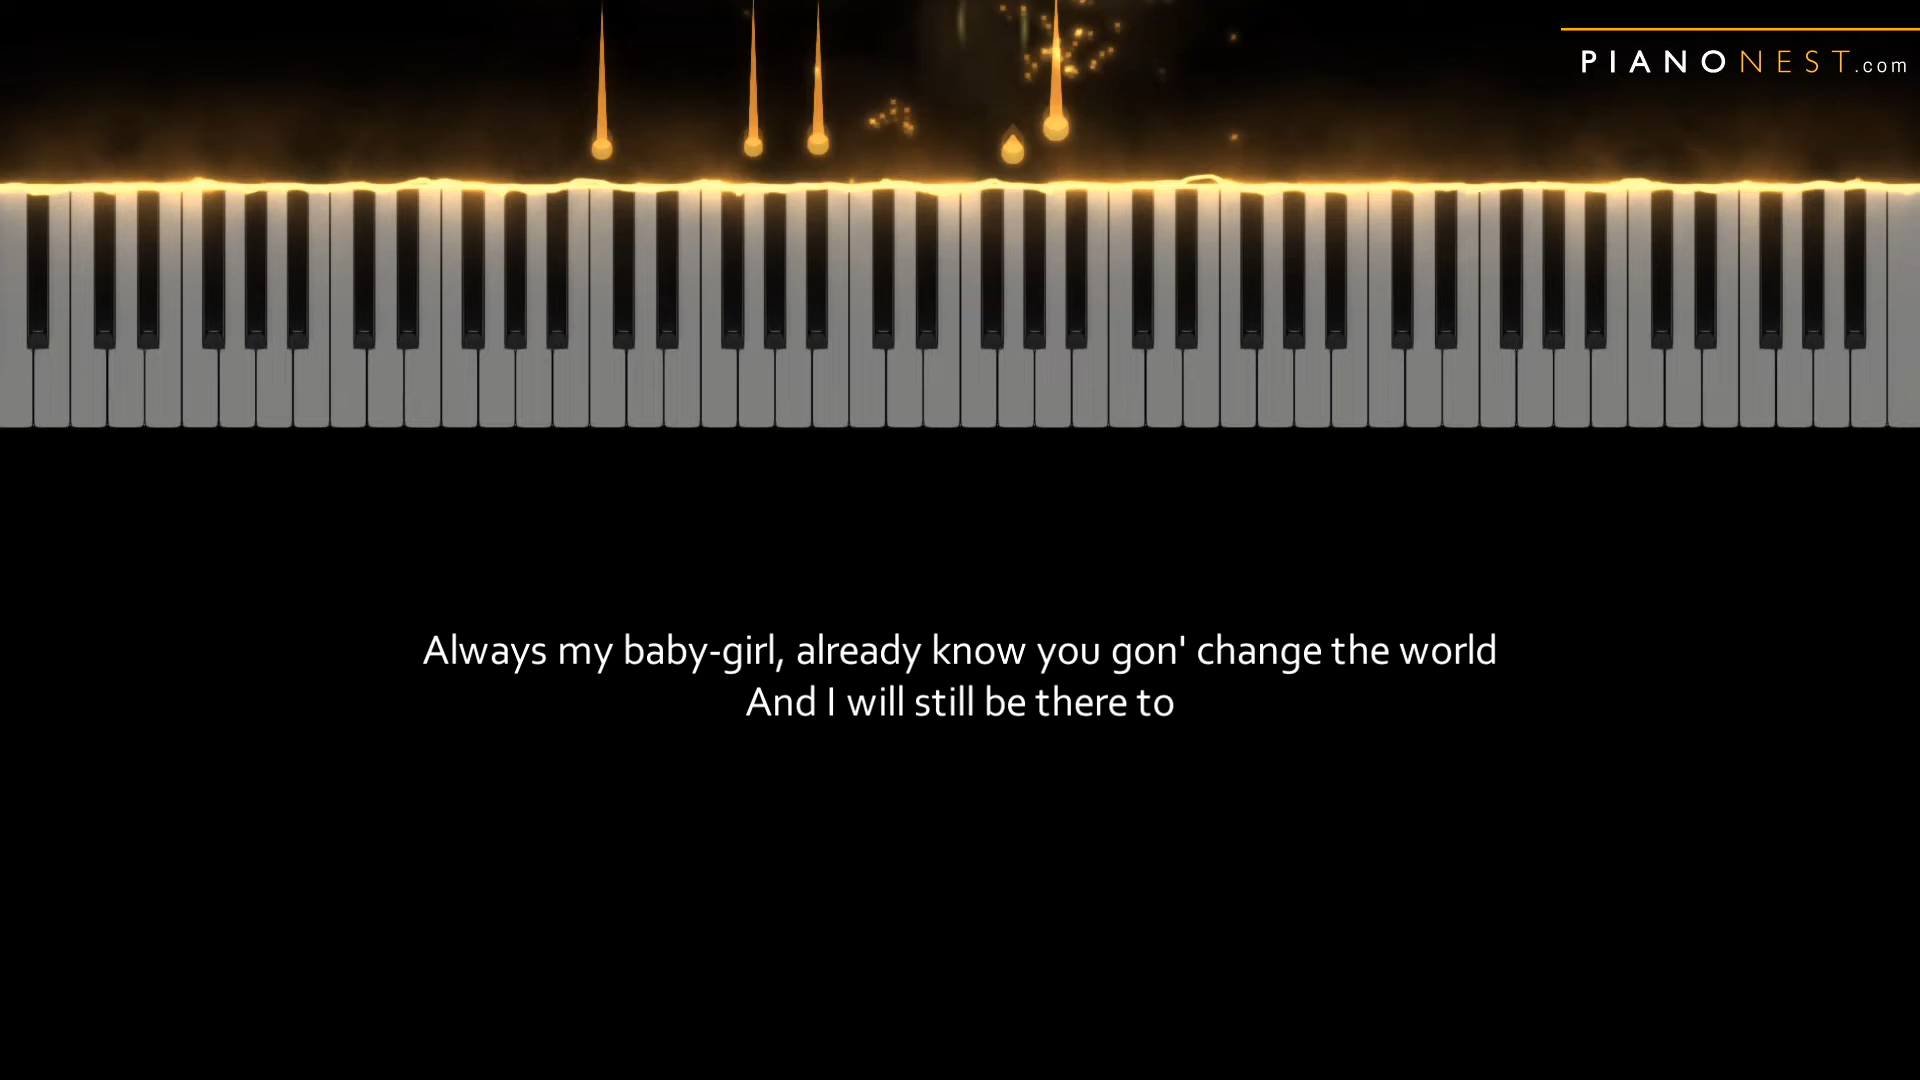 PIANONEST.com
Always my baby-girl, already know you gon' change the world
And I will still be there to